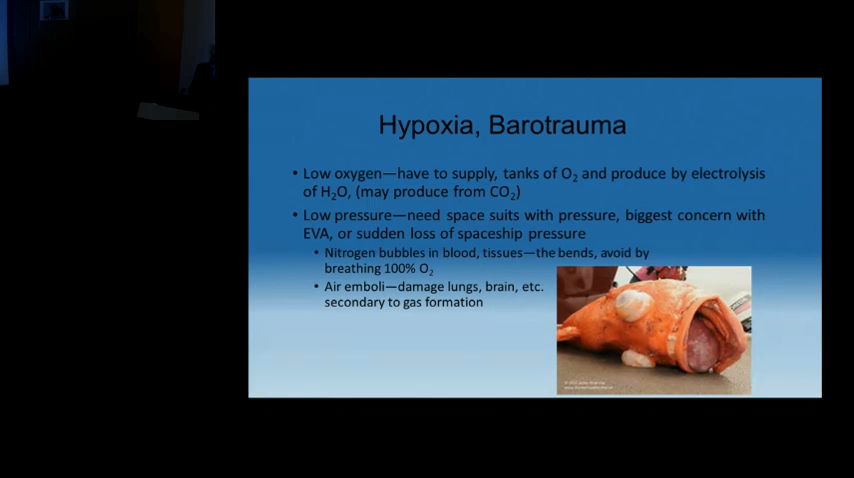 Hypoxia, Barotrauma
• Low oxygen—have to supply, tanks of O₂ and produce by electrolysis
of H₂O, (may produce from CO₂)
• Low pressure—need space suits with pressure, biggest concern with
EVA, or sudden loss of spaceship pressure
• Nitrogen bubbles in blood, tissues—the bends, avoid by
breathing 100% O₂
• Air emboli—damage lungs, brain, etc.
secondary to gas formation